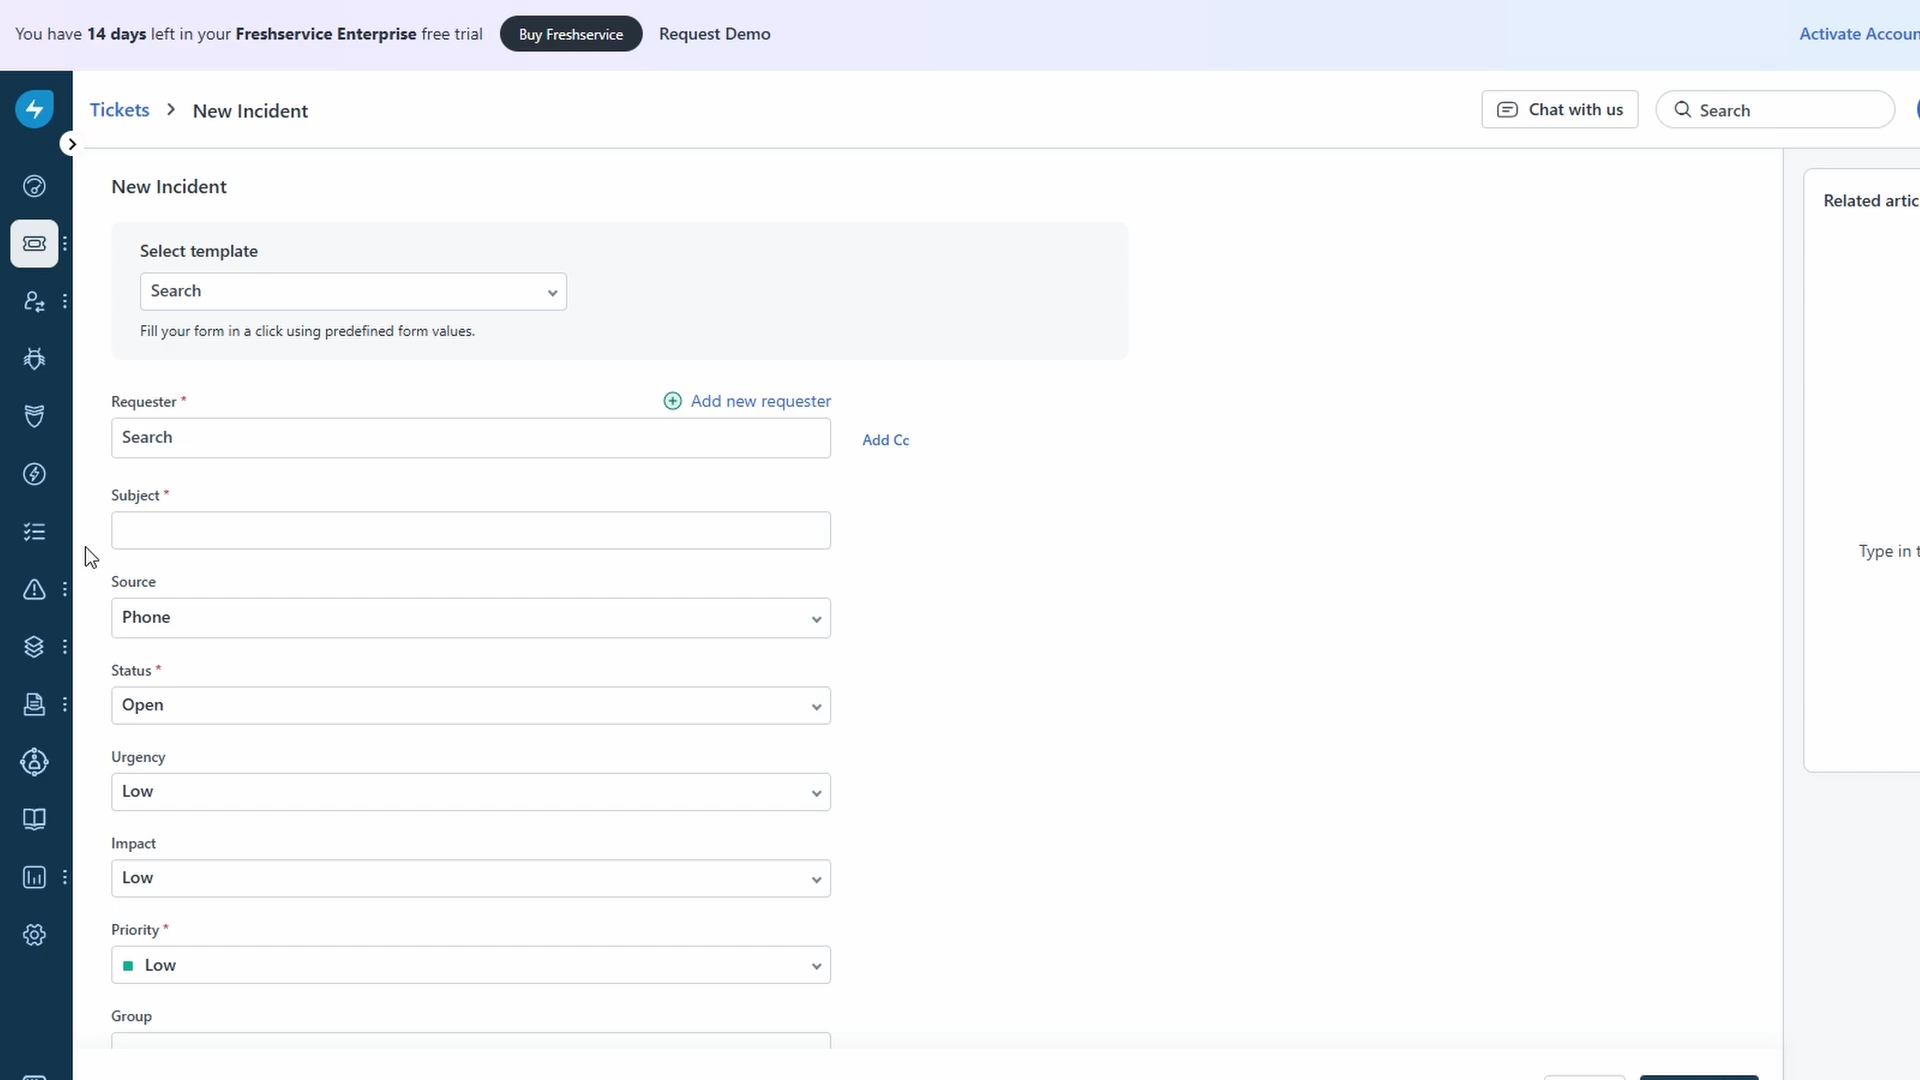 You have 14 days left in your Freshservice Enterprise free trial
Buy Freshservice
Request Demo
Activate Accoun
Tickets > New Incident
Chat with us
Search
New Incident
Related artic
Select template
Search
Fill your form in a click using predefined form values.
Requester *
Add new requester
Search
Add Cc
Subject *
Type in t
Source
Phone
Status *
Open
Urgency
Low
Impact
Low
Priority *
Low
Group